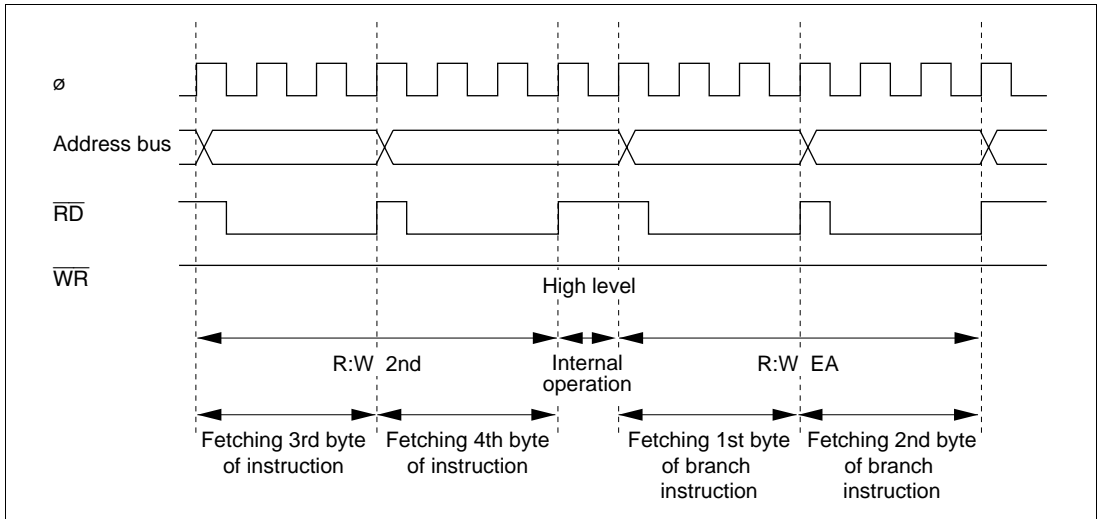 ø
Address bus
RD
WR
High level
R:W 2nd
Internal
operation
R:W EA
Fetching 3rd byte
of instruction
Fetching 4th byte
of instruction
Fetching 1st byte
of branch
instruction
Fetching 2nd byte
of branch
instruction